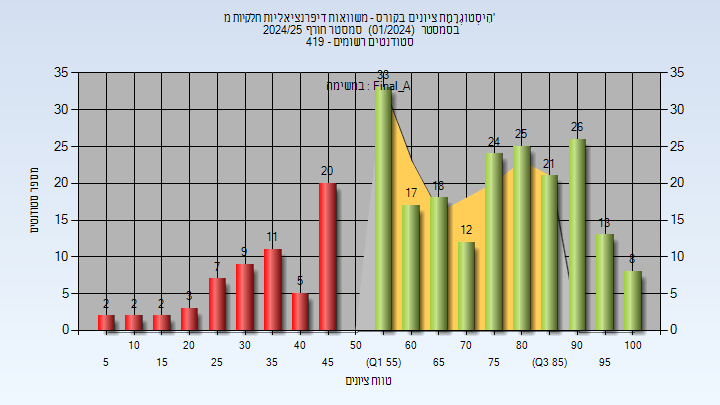 הִיסְטוֹגְרָמַת ציונים בקורס - משוואות דיפרנציאליות חלקיות מ'
בסמסטר (01/2024) סמסטר חורף 2024/25
סטודנטים רשומים - 419
במשימה : Final_A
מספר סטודנטים
35 35
30 30
25 25
20 20
15 15
10 10
5 5
0 0
2 2 2 3 7 9 11 5 20 33 17 18 12 24 25 21 26 13 8
10 20 30 40 50 60 70 80 90 100
5 15 25 35 45 (Q1 55) 65 75 (Q3 85) 95
טווח ציונים